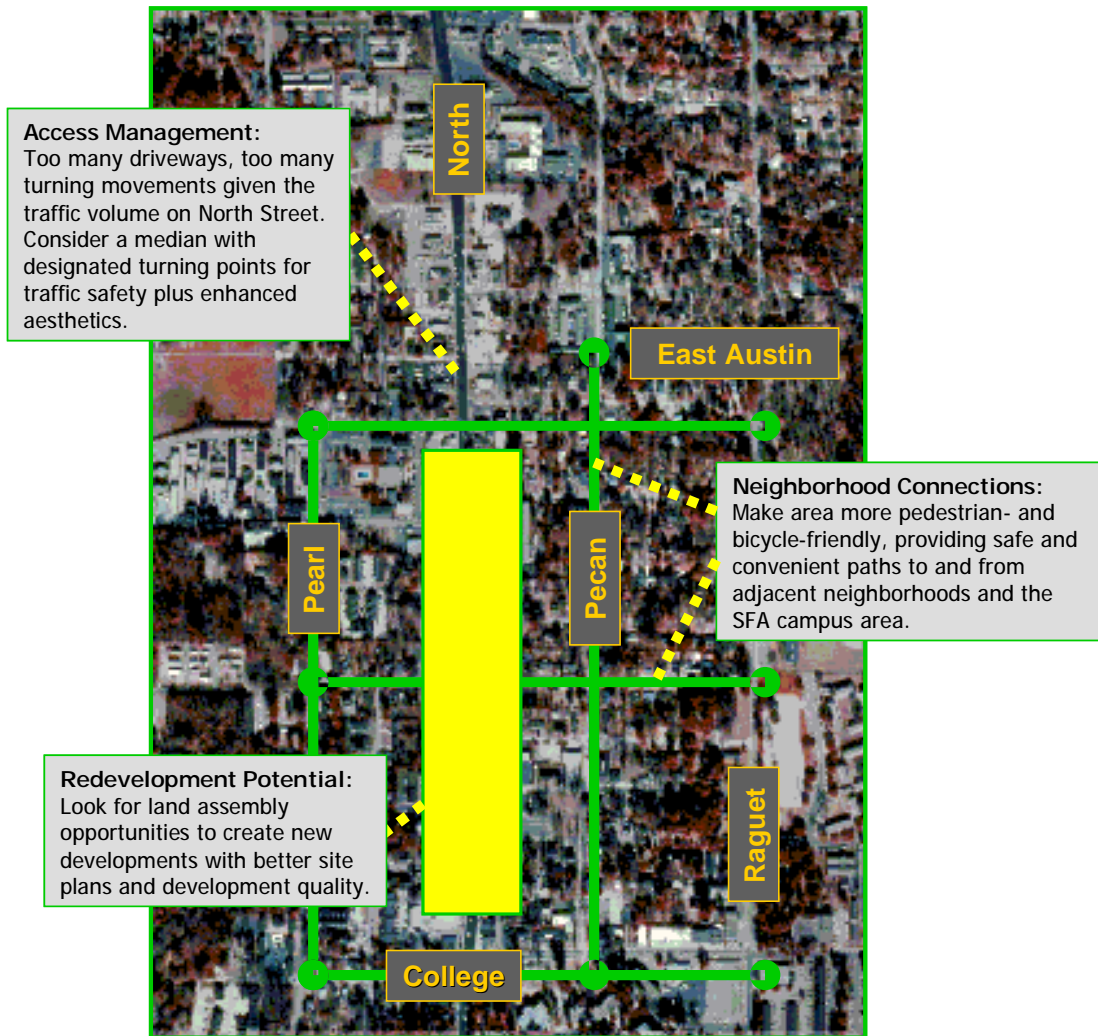 North
Access Management:
Too many driveways, too many
turning movements given the
traffic volume on North Street.
Consider a median with
designated turning points for
traffic safety plus enhanced
aesthetics.
East Austin
Neighborhood Connections:
Make area more pedestrian- and
bicycle-friendly, providing safe and
convenient paths to and from
adjacent neighborhoods and the
SFA campus area.
Pearl
Pecan
Redevelopment Potential:
Look for land assembly
opportunities to create new
developments with better site
plans and development quality.
Raguet
College